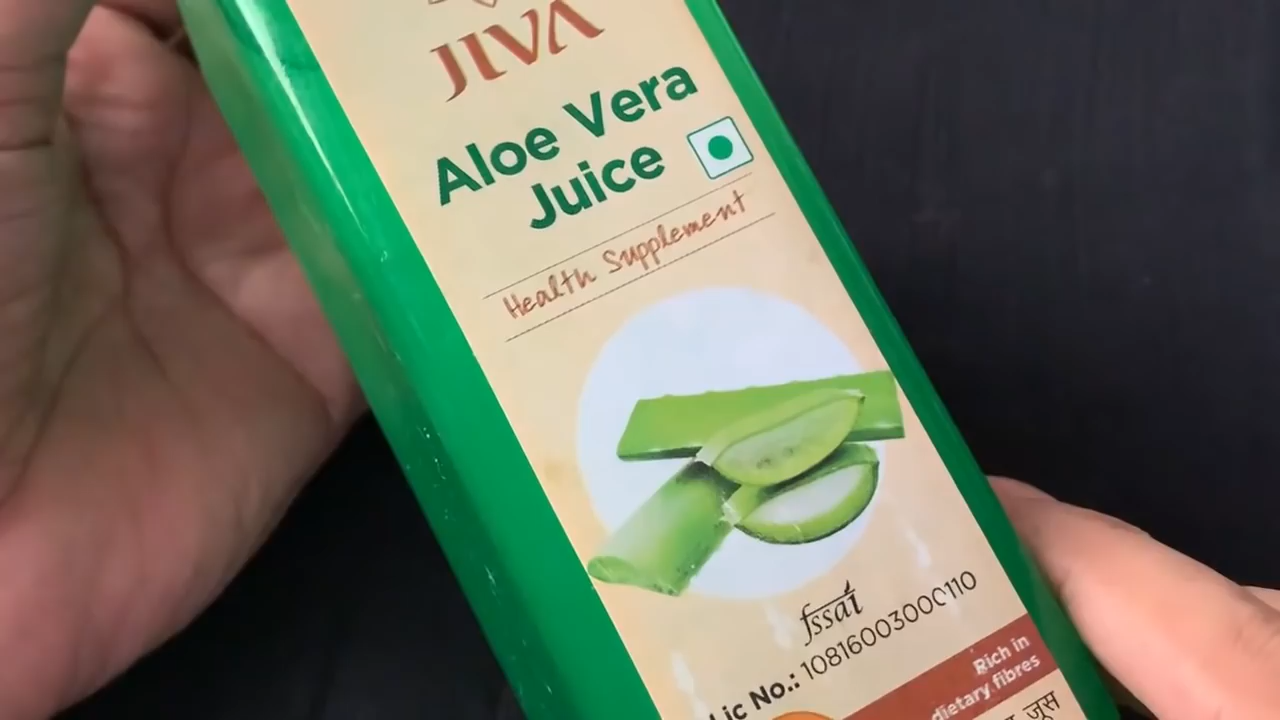 JIVA
Aloe Vera
Juice
Health Supplement
fssai
Lic No.: 10816003000110
Rich in
dietary fibres
जूस